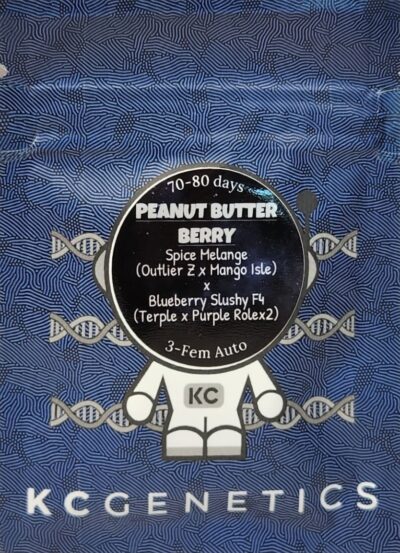 70-80 days
PEANUT BUTTER
BERRY
Spice Melange
(Outlier Z x Mango Isle)
x
Blueberry Slushy F4
(Terple x Purple Rolex2)
3-Fem Auto
KC
KCGENETICS